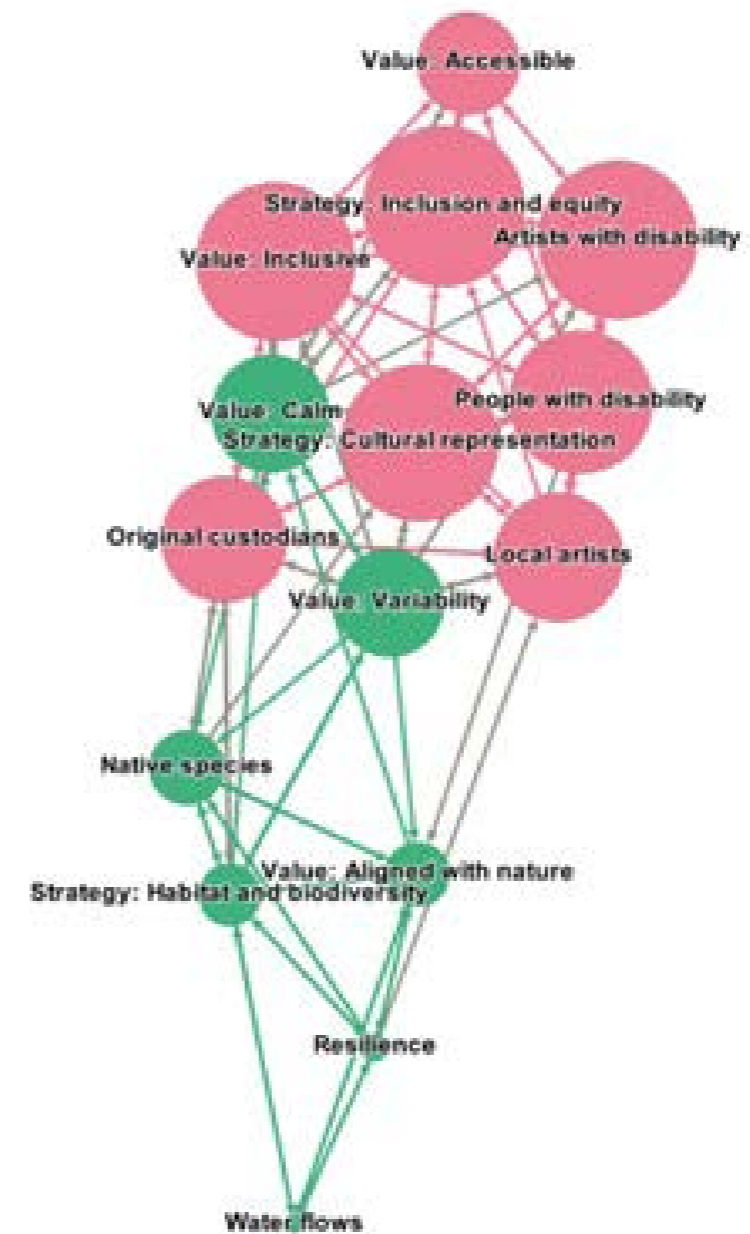 Value: Accessible
Strategy: Inclusion and equity
Artists with disability
Value: Inclusive
People with disability
Value: Calm
Strategy: Cultural representation
Original custodians
Local artists
Value: Variability
Native species
Value: Aligned with nature
Strategy: Habitat and biodiversity
Resilience
Water flows